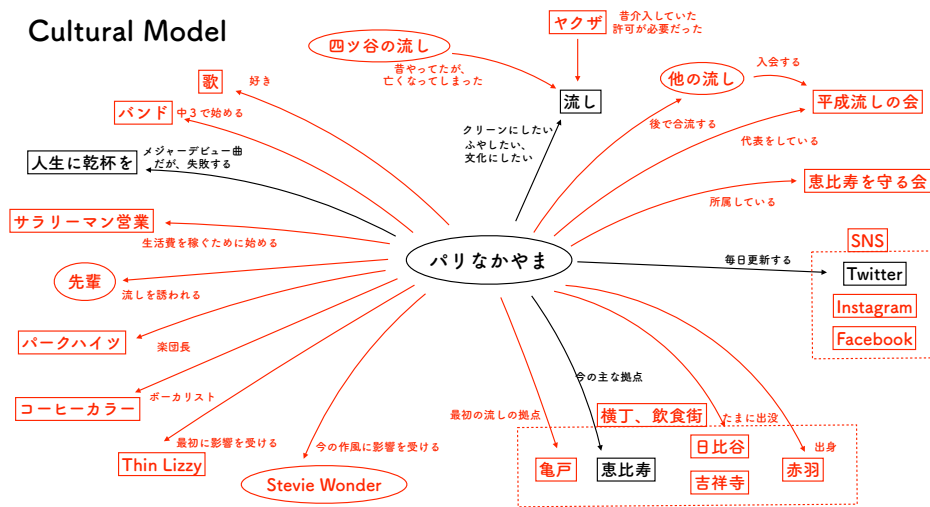 Cultural Model
四ツ谷の流し
ヤクザ
昔介入していた
許可が必要だった
昔やってたが、
亡くなってしまった
歌
好き
バンド
中３で始める
流し
他の流し
入会する
平成流しの会
人生に乾杯を
メジャーデビュー曲
だが、失敗する
クリーンにしたい
ふやしたい、
文化にしたい
後で合流する
代表をしている
恵比寿を守る会
所属している
サラリーマン営業
生活費を稼ぐために始める
パリなかやま
毎日更新する
SNS
Twitter
Instagram
Facebook
先輩
流しを誘われる
パークハイツ
楽団長
コーヒーカラー
ボーカリスト
最初に影響を受ける
Thin Lizzy
今の作風に影響を受ける
Stevie Wonder
今の主な拠点
最初の流しの拠点
横丁、飲食街
たまに出没
出身
亀戸
恵比寿
日比谷
吉祥寺
赤羽